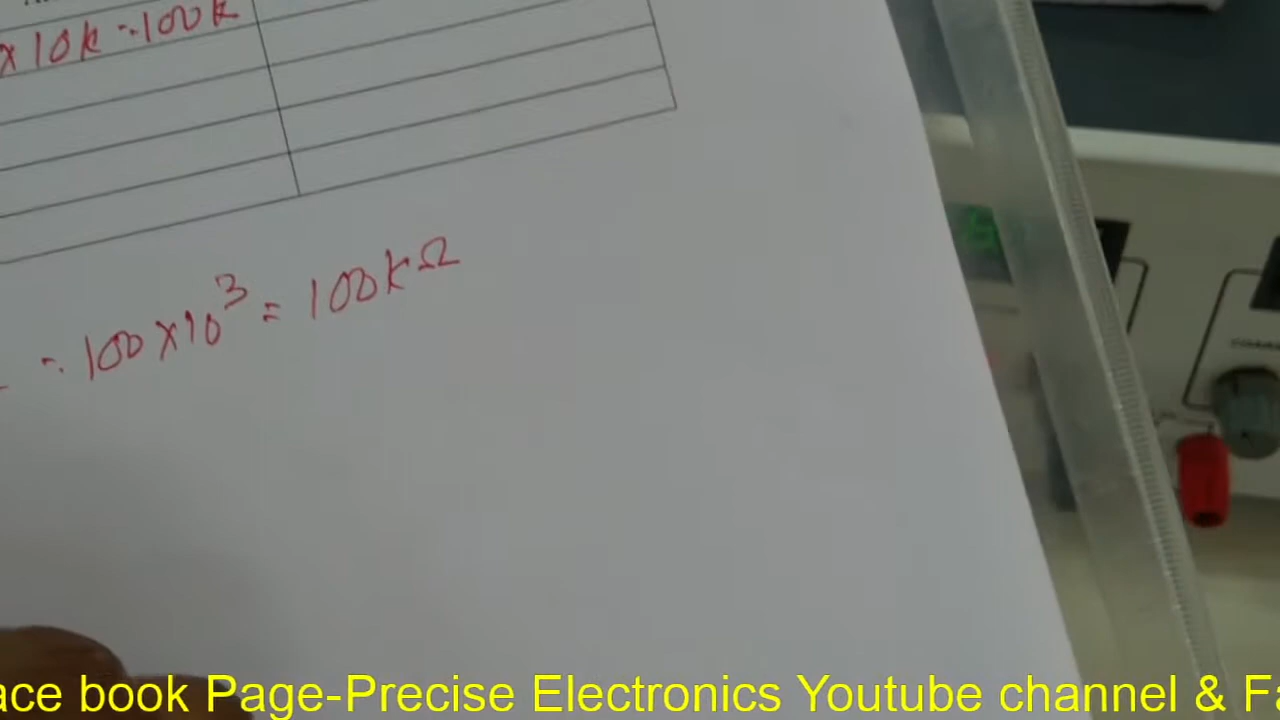 ×10k = 100k
= 100×10³ = 100kΩ
ace book Page-Precise Electronics Youtube channel & Fa